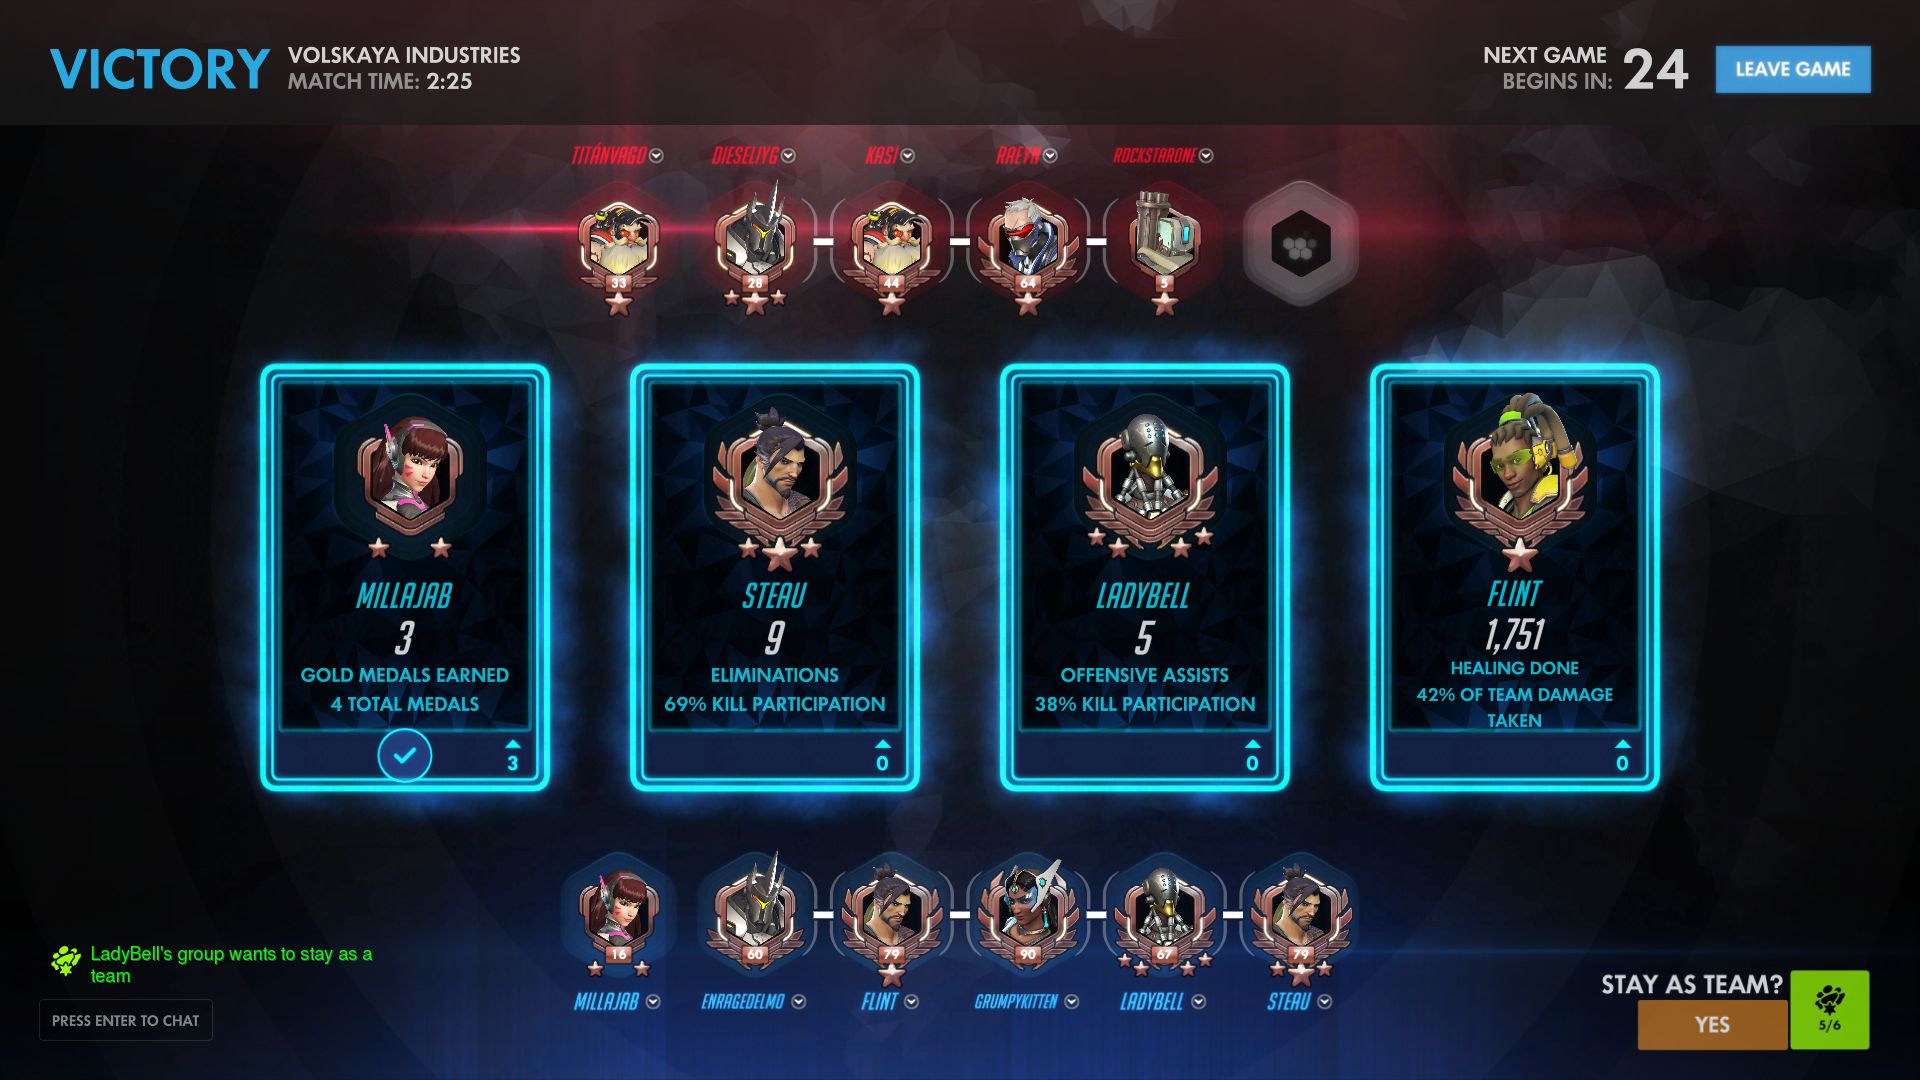 VICTORY
VOLSKAYA INDUSTRIES
MATCH TIME: 2:25
NEXT GAME
BEGINS IN:
24
LEAVE GAME
TITÁNVAGO
DIESELIYG
KASI
RAEYN
ROCKSTARONE
33
28
44
64
5
MILLAJAB
3
GOLD MEDALS EARNED
4 TOTAL MEDALS
3
STEAU
9
ELIMINATIONS
69% KILL PARTICIPATION
0
LADYBELL
5
OFFENSIVE ASSISTS
38% KILL PARTICIPATION
0
FLINT
1,751
HEALING DONE
42% OF TEAM DAMAGE
TAKEN
0
16
60
79
90
67
79
MILLAJAB
ENRAGEDELMO
FLINT
GRUMPYKITTEN
LADYBELL
STEAU
LadyBell's group wants to stay as a
team
PRESS ENTER TO CHAT
STAY AS TEAM?
YES
5/6